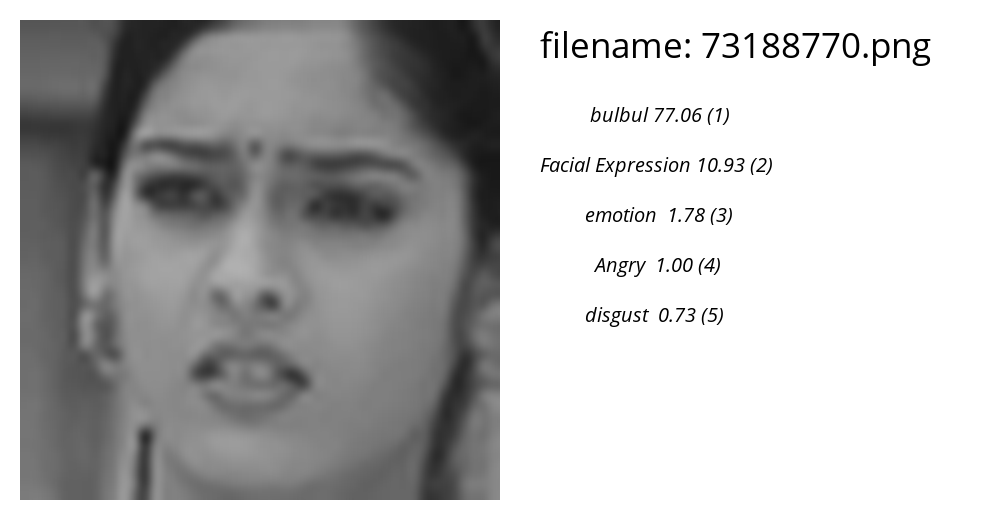 filename: 73188770.png
bulbul 77.06 (1)
Facial Expression 10.93 (2)
emotion 1.78 (3)
Angry 1.00 (4)
disgust 0.73 (5)